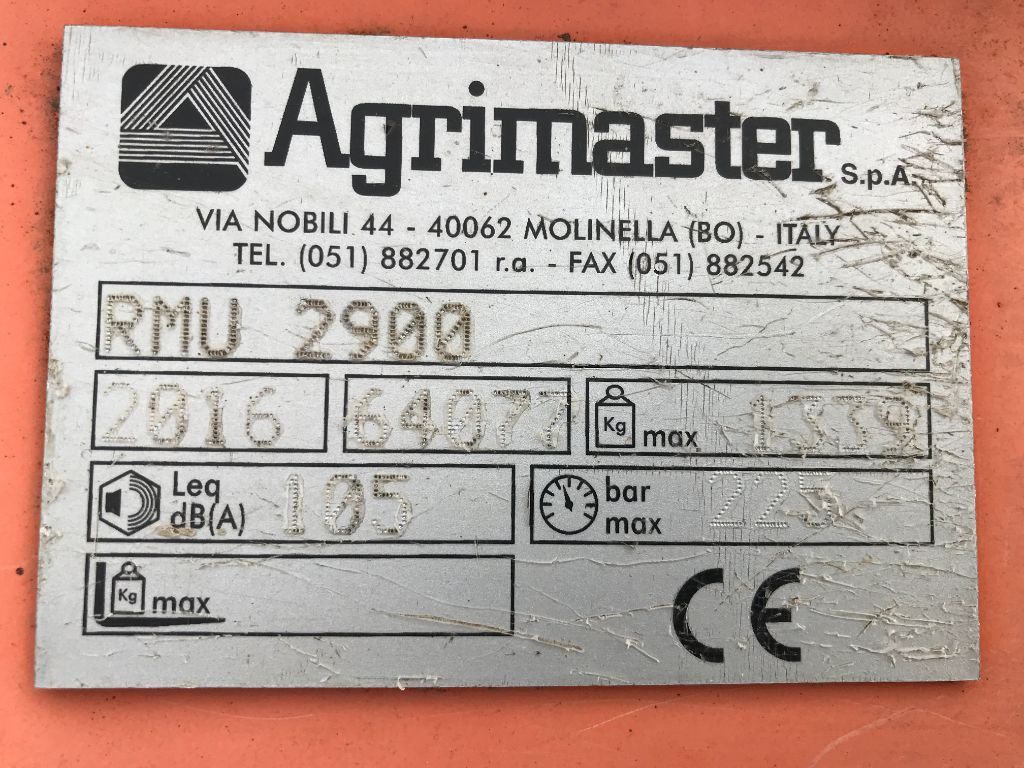 Agrimaster S.p.A.
VIA NOBILI 44 - 40062 MOLINELLA (BO) - ITALY
TEL. (051) 882701 r.a. - FAX (051) 882542
RMU 2900
2016 64077 Kg max 1339
Leq dB(A) 105 bar max 225
Kg max
CE